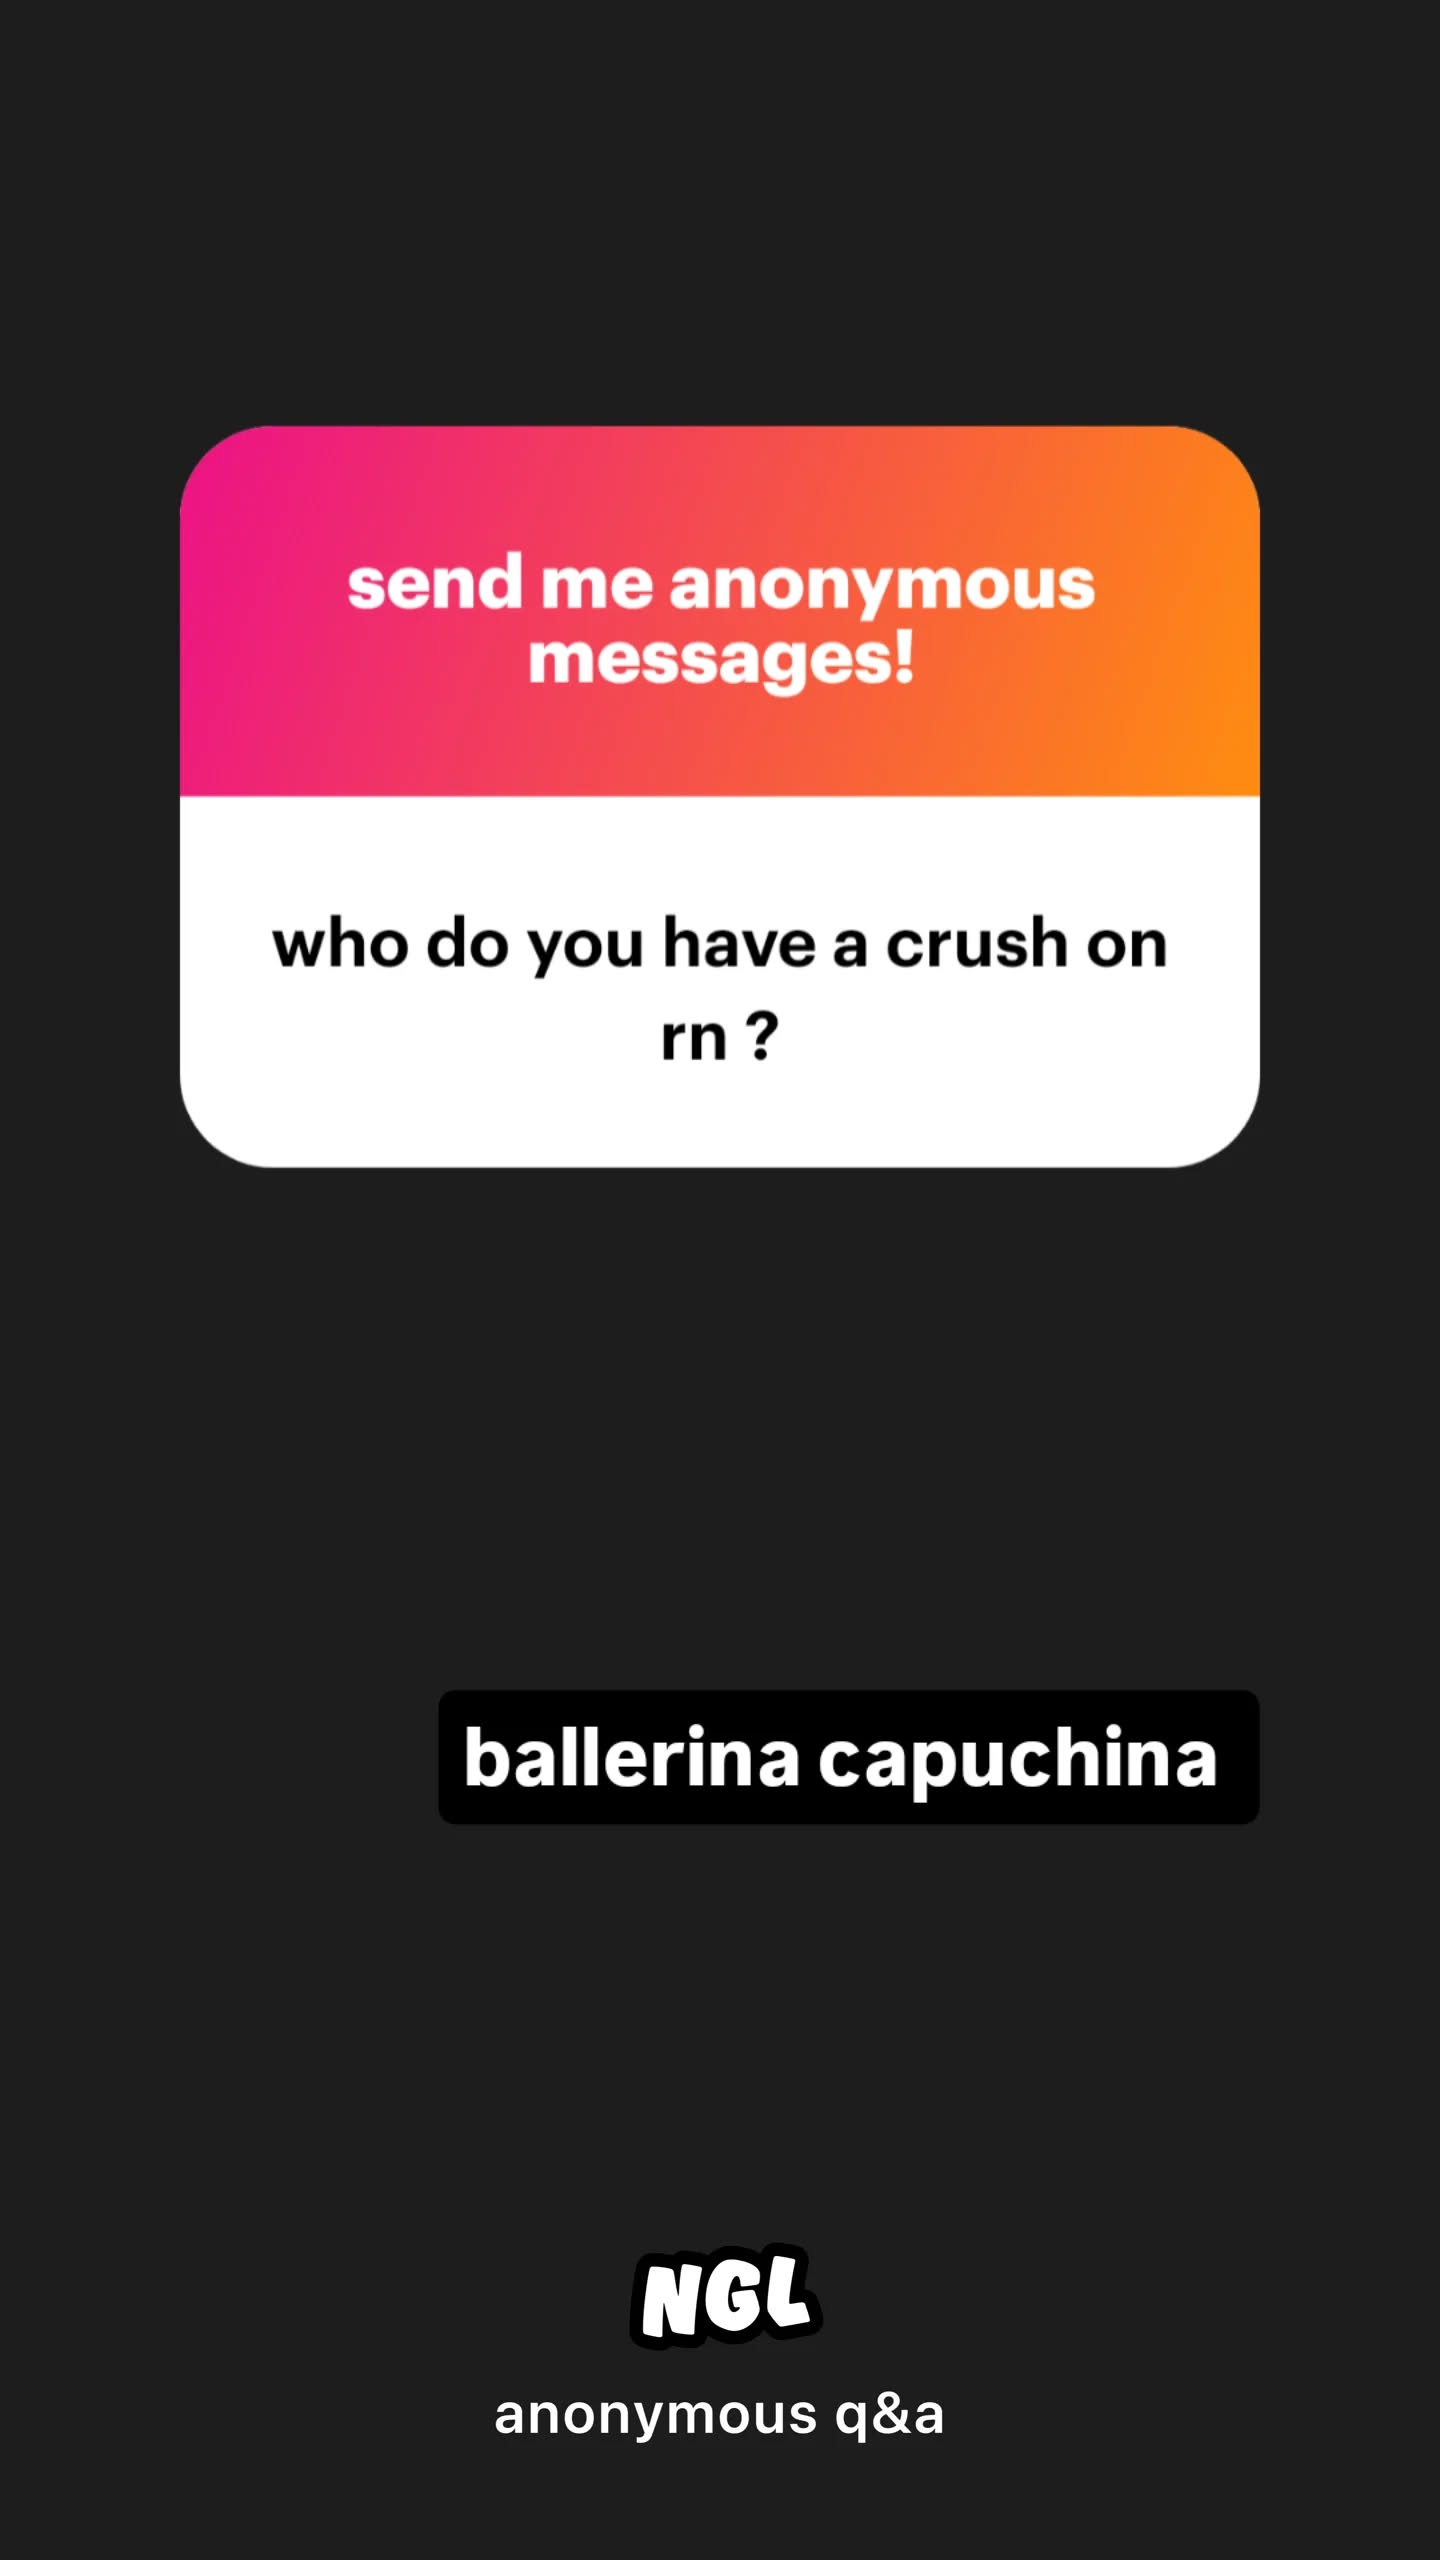 send me anonymous
messages!
who do you have a crush on
rn ?
ballerina capuchina
NGL
anonymous q&a